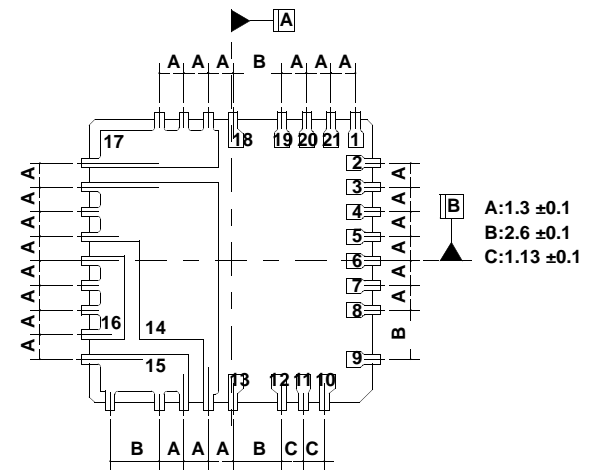 A
A A A B A A A
17 18 19 20 21 1
2
A A
3
A A
4 B A:1.3 ±0.1
A A
5 B:2.6 ±0.1
A A
6 C:1.13 ±0.1
A A
7
A A
8
16 14
A B
9
15
13 12 11 10
B A A A B C C